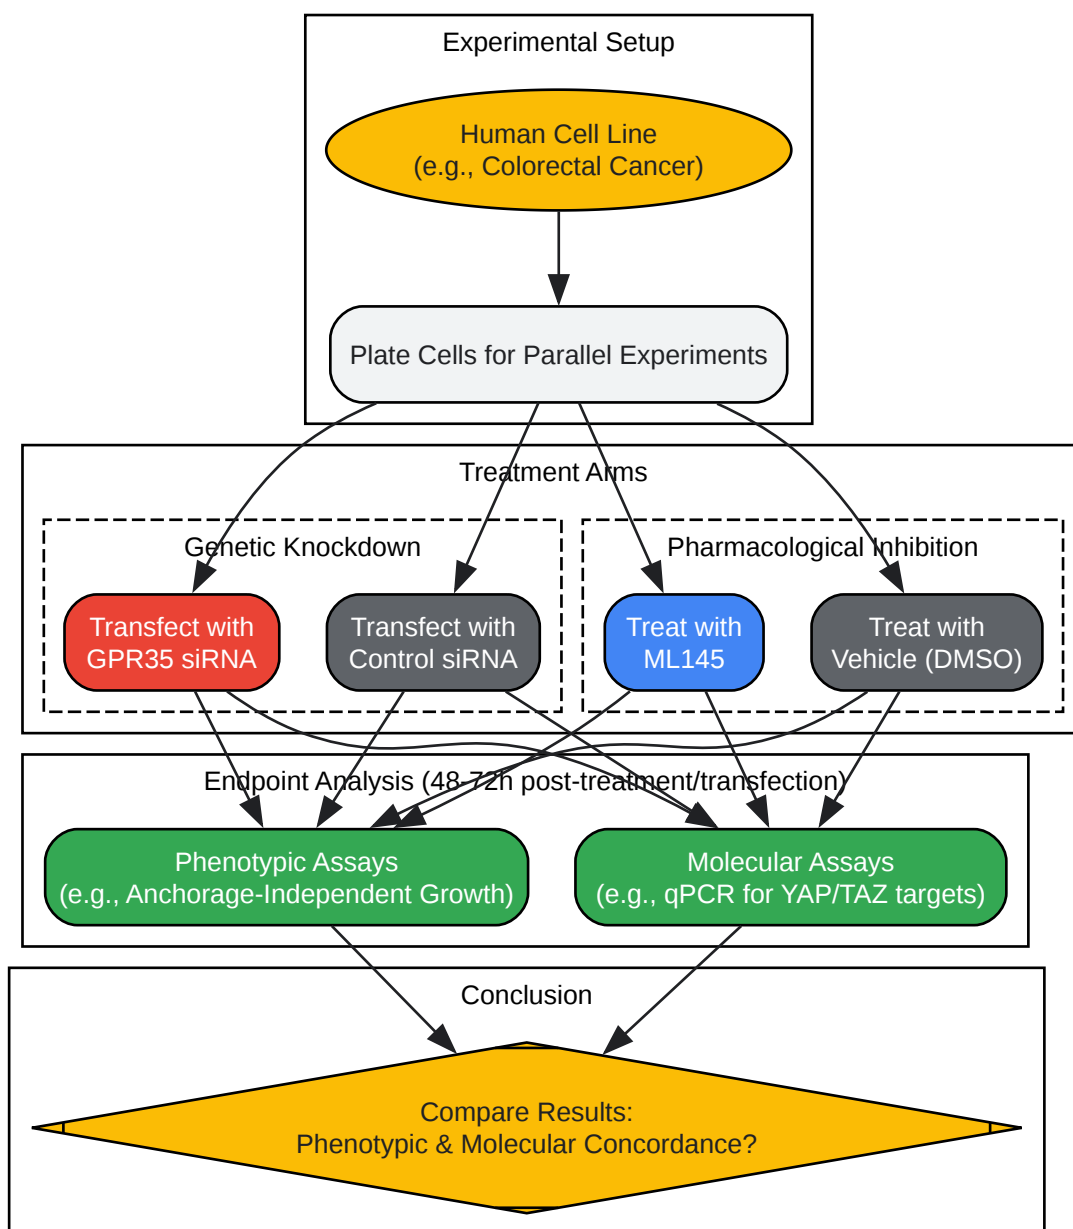 Experimental Setup
Human Cell Line
(e.g., Colorectal Cancer)
Plate Cells for Parallel Experiments
Treatment Arms
Genetic Knockdown
Pharmacological Inhibition
Transfect with
GPR35 siRNA
Transfect with
Control siRNA
Treat with
ML145
Treat with
Vehicle (DMSO)
Endpoint Analysis (48-72h post-treatment/transfection)
Phenotypic Assays
(e.g., Anchorage-Independent Growth)
Molecular Assays
(e.g., qPCR for YAP/TAZ targets)
Conclusion
Compare Results:
Phenotypic & Molecular Concordance?